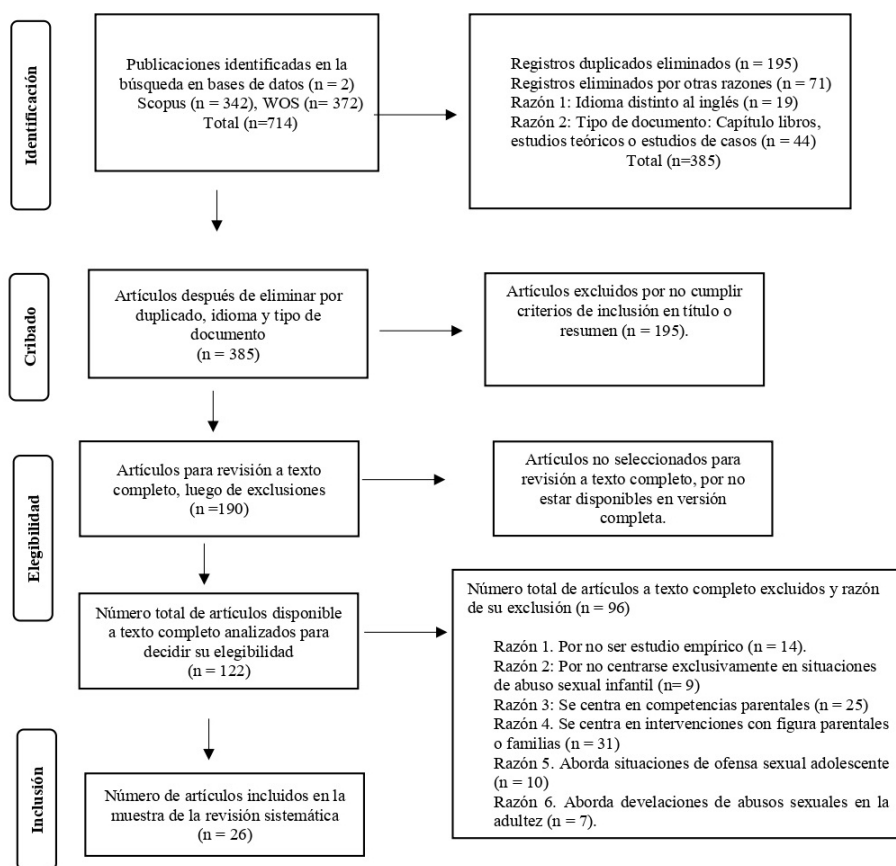 Identificación
Publicaciones identificadas en la
búsqueda en bases de datos (n = 2)
Scopus (n = 342), WOS (n= 372)
Total (n=714)
Registros duplicados eliminados (n = 195)
Registros eliminados por otras razones (n = 71)
Razón 1: Idioma distinto al inglés (n = 19)
Razón 2: Tipo de documento: Capítulo libros,
estudios teóricos o estudios de casos (n = 44)
Total (n=385)
Cribado
Artículos después de eliminar por
duplicado, idioma y tipo de
documento
(n = 385)
Artículos excluidos por no cumplir
criterios de inclusión en título o
resumen (n = 195).
Elegibilidad
Artículos para revisión a texto
completo, luego de exclusiones
(n =190)
Artículos no seleccionados para
revisión a texto completo, por no
estar disponibles en versión
completa.
Número total de artículos disponible
a texto completo analizados para
decidir su elegibilidad
(n = 122)
Número total de artículos a texto completo excluidos y razón
de su exclusión (n = 96)
Razón 1. Por no ser estudio empírico (n = 14).
Razón 2: Por no centrarse exclusivamente en situaciones
de abuso sexual infantil (n= 9)
Razón 3: Se centra en competencias parentales (n = 25)
Razón 4. Se centra en intervenciones con figura parentales
o familias (n = 31)
Razón 5. Aborda situaciones de ofensa sexual adolescente
(n = 10)
Razón 6. Aborda develaciones de abusos sexuales en la
adultez (n = 7).
Inclusión
Número de artículos incluidos en la
muestra de la revisión sistemática
(n = 26)